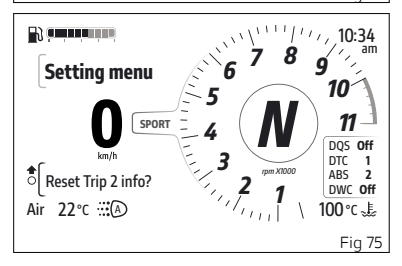 10:34
am
Setting menu
0
km/h
SPORT
N
rpm X1000
1
2
3
4
5
6
7
8
9
10
11
DQS Off
DTC 1
ABS 2
DWC Off
Reset Trip 2 info?
Air 22°C (A)
100°C
Fig 75